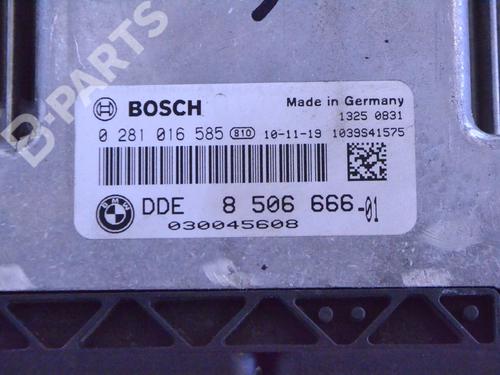 B-PARTS
BOSCH
Made in Germany
1325 0831
0 281 016 585 810 10-11-19 1039S41575
BMW
DDE 8 506 666-01
030045608